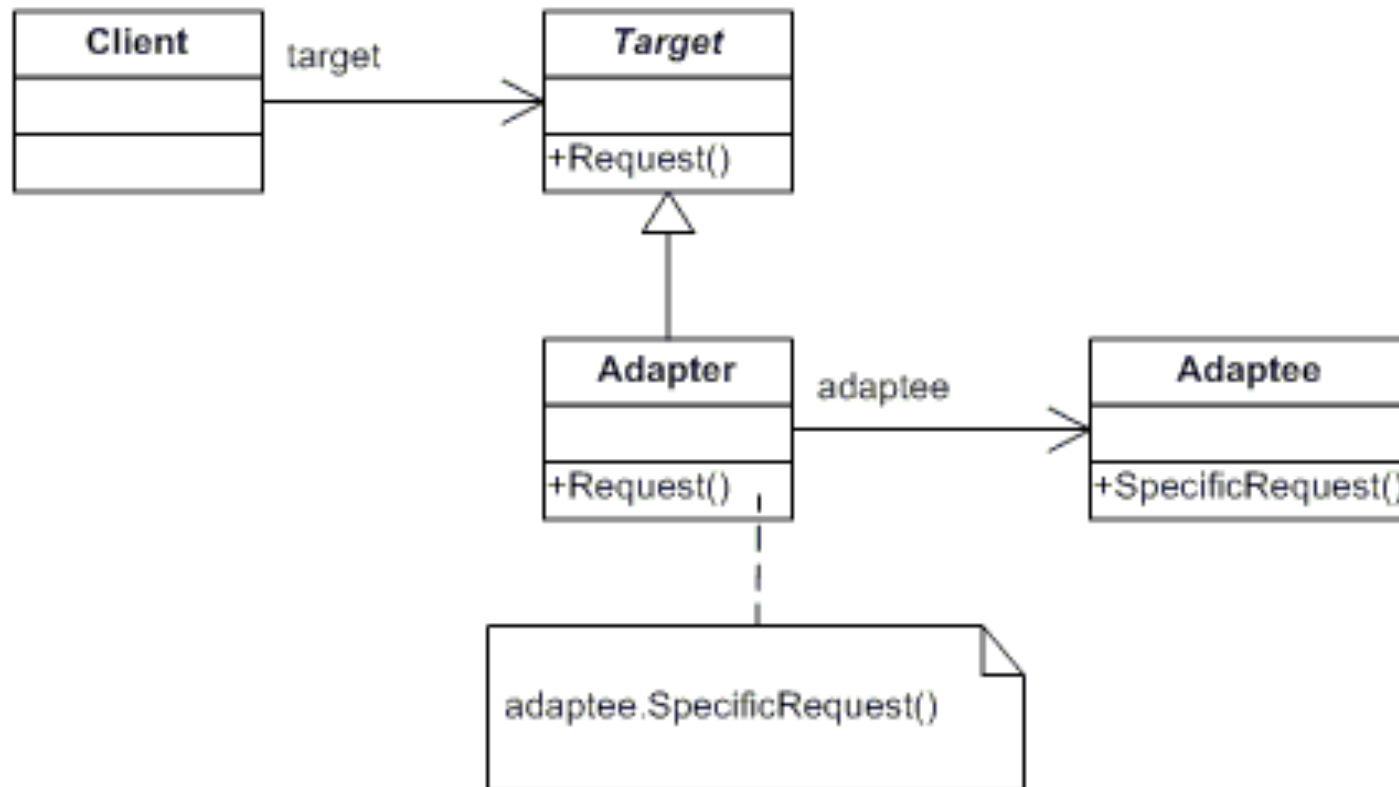 Client
target
Target
+Request()
Adapter
adaptee
Adaptee
+Request()
+SpecificRequest()
adaptee.SpecificRequest()